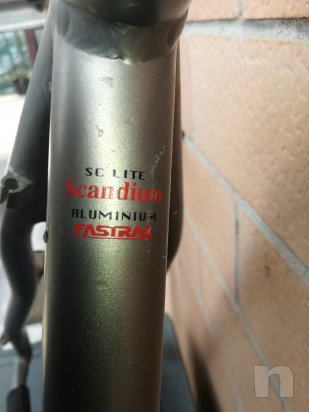 SC LITE
Scandium
ALUMINIUM
FASTRAX
n